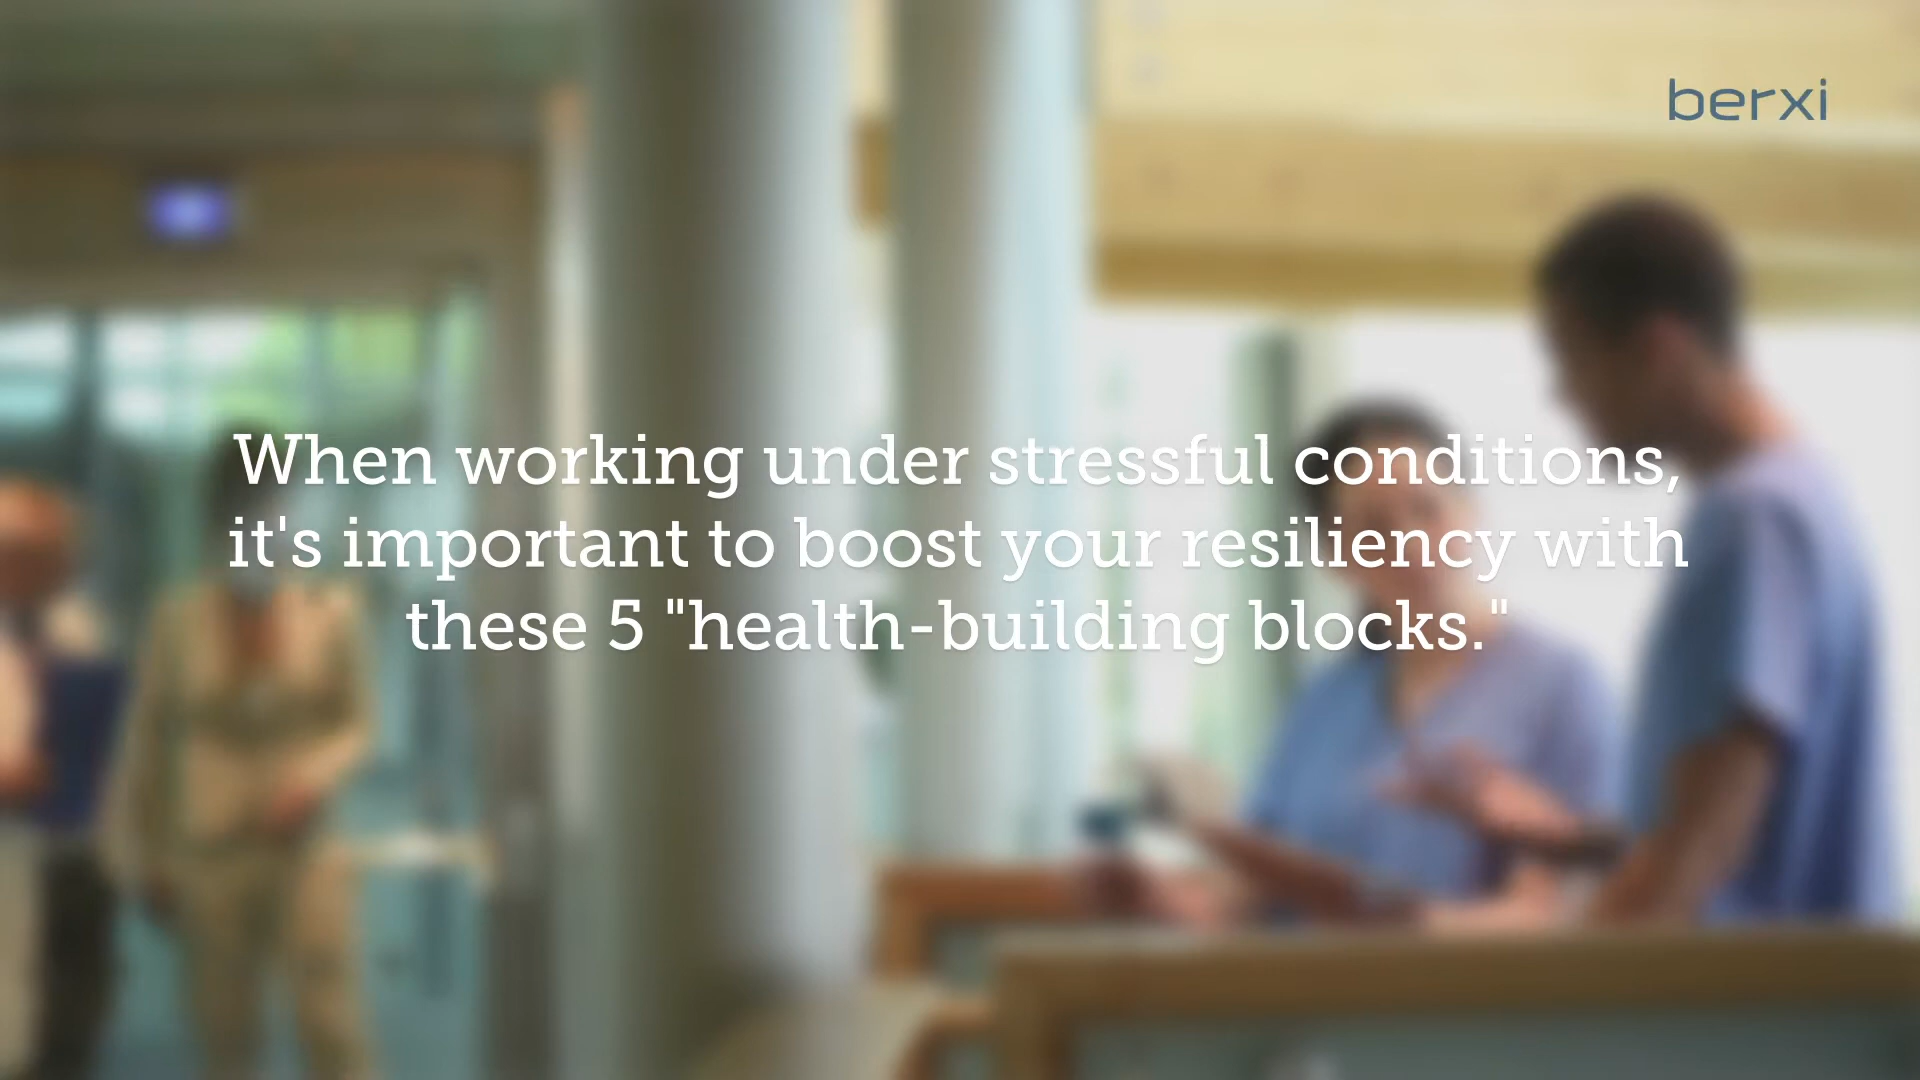 berxi
When working under stressful conditions,
it's important to boost your resiliency with
these 5 "health-building blocks."